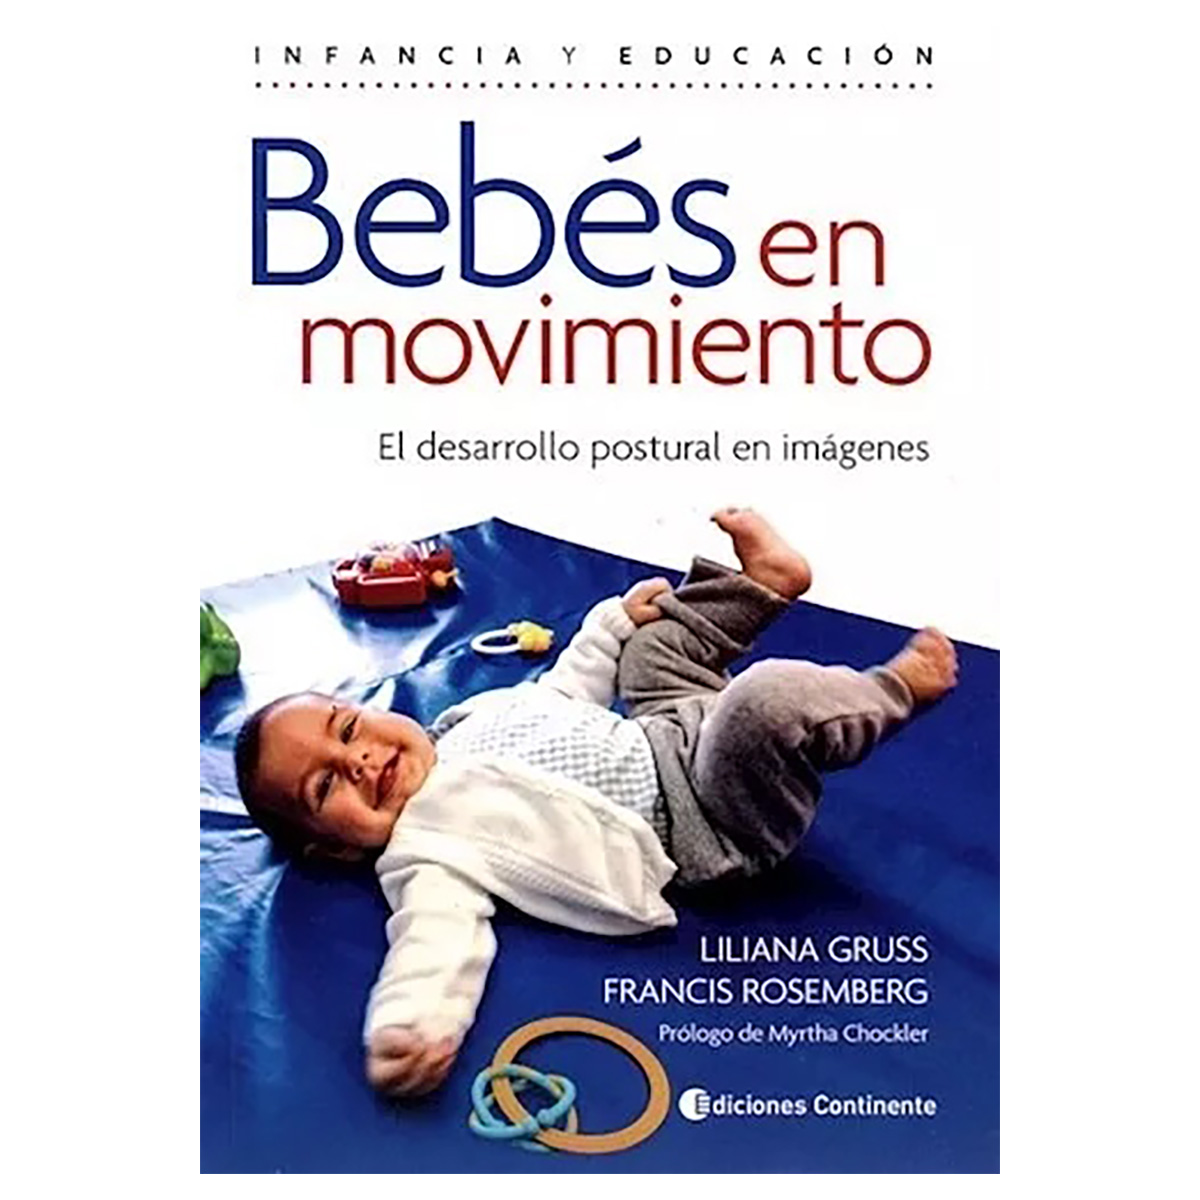 INFANCIA Y EDUCACIÓN
Bebés en
movimiento
El desarrollo postural en imágenes
LILIANA GRUSS
FRANCIS ROSEMBERG
Prólogo de Myrtha Chockler
Ediciones Continente